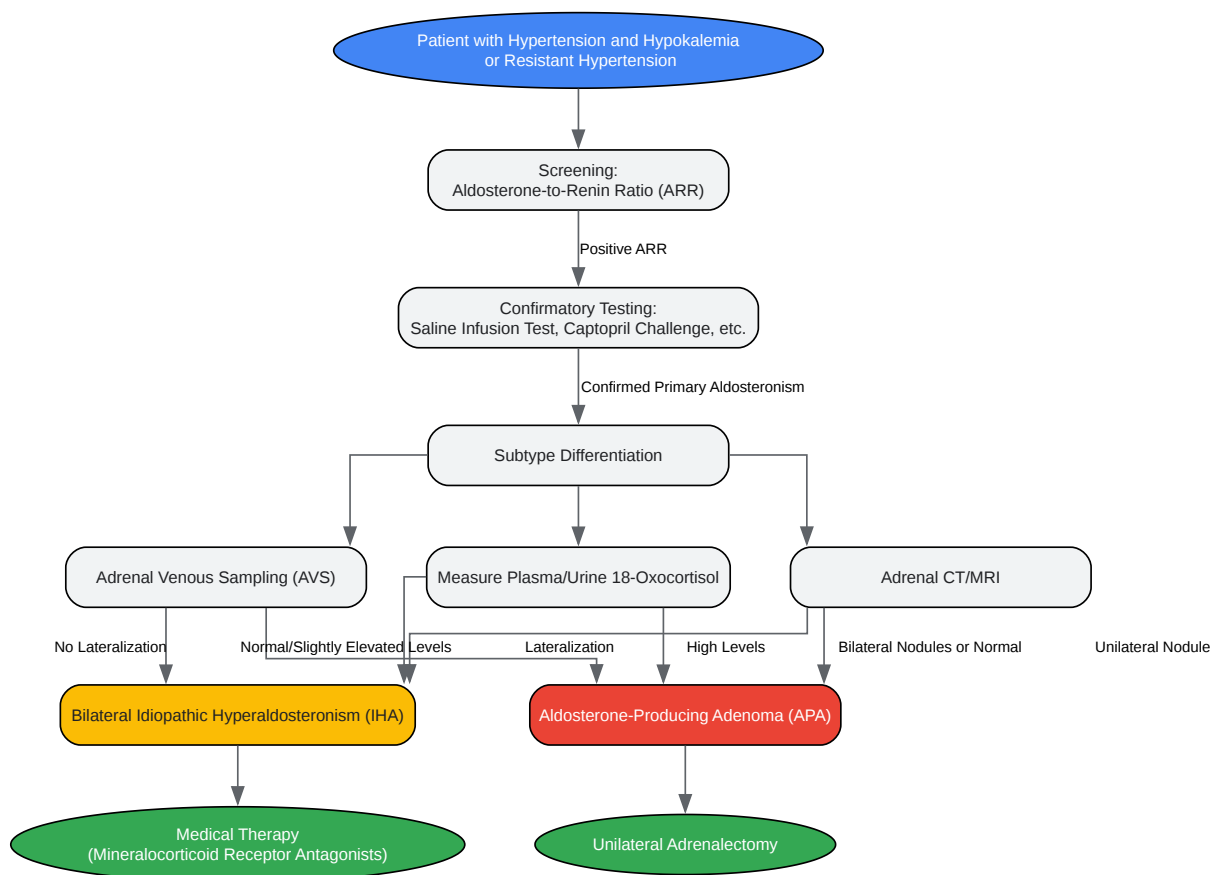 Patient with Hypertension and Hypokalemia
or Resistant Hypertension
Screening:
Aldosterone-to-Renin Ratio (ARR)
Positive ARR
Confirmatory Testing:
Saline Infusion Test, Captopril Challenge, etc.
Confirmed Primary Aldosteronism
Subtype Differentiation
Adrenal Venous Sampling (AVS)
Measure Plasma/Urine 18-Oxocortisol
Adrenal CT/MRI
No Lateralization
Normal/Slightly Elevated Levels
Lateralization
High Levels
Bilateral Nodules or Normal
Unilateral Nodule
Bilateral Idiopathic Hyperaldosteronism (IHA)
Aldosterone-Producing Adenoma (APA)
Medical Therapy
(Mineralocorticoid Receptor Antagonists)
Unilateral Adrenalectomy